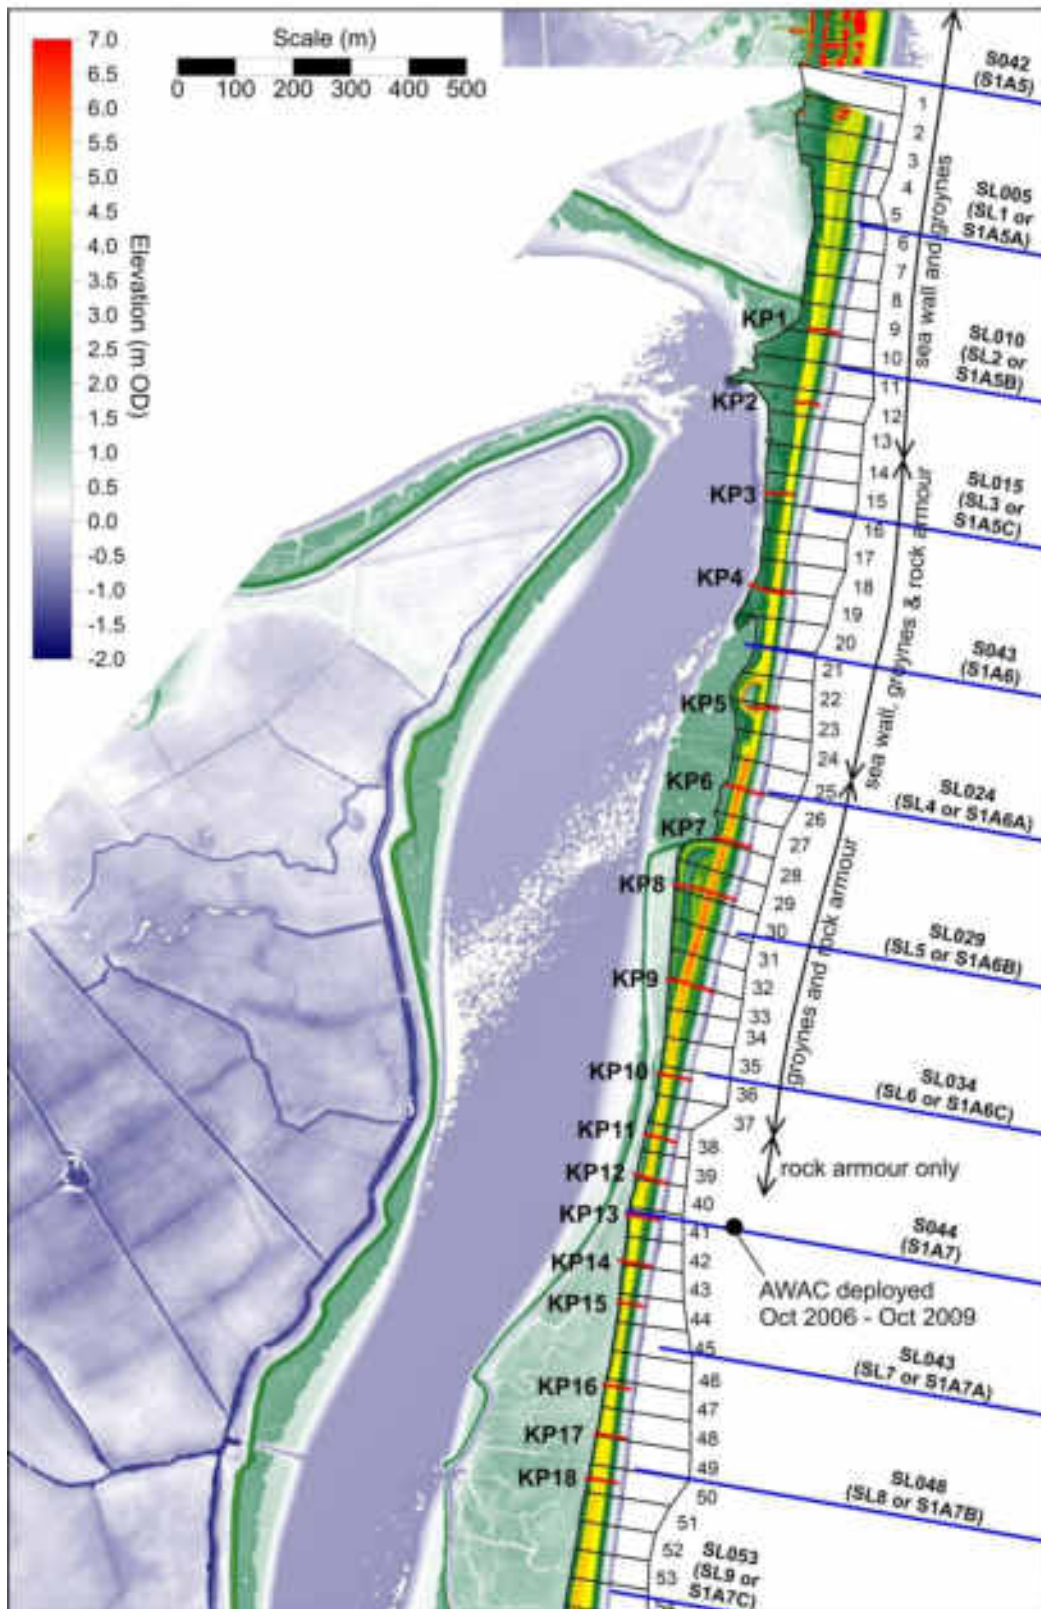 7.0
6.5
6.0
5.5
5.0
4.5
4.0
3.5
3.0
2.5
2.0
1.5
1.0
0.5
0.0
-0.5
-1.0
-1.5
-2.0
Elevation (m OD)
Scale (m)
0 100 200 300 400 500
S042
(S1A5)
SL005
(SL1 or
S1A5A)
SL010
(SL2 or
S1A5B)
SL015
(SL3 or
S1A5C)
S043
(S1A6)
SL024
(SL4 or S1A6A)
SL029
(SL5 or S1A6B)
SL034
(SL6 or S1A6C)
S044
(S1A7)
SL043
(SL7 or S1A7A)
SL048
(SL8 or S1A7B)
SL053
(SL9 or
S1A7C)
sea wall and groynes
sea wall, groynes & rock armour
groynes and rock armour
rock armour only
AWAC deployed
Oct 2006 - Oct 2009
KP1
KP2
KP3
KP4
KP5
KP6
KP7
KP8
KP9
KP10
KP11
KP12
KP13
KP14
KP15
KP16
KP17
KP18
1
2
3
4
5
6
7
8
9
10
11
12
13
14
15
16
17
18
19
20
21
22
23
24
25
26
27
28
29
30
31
32
33
34
35
36
37
38
39
40
41
42
43
44
45
46
47
48
49
50
51
52
53